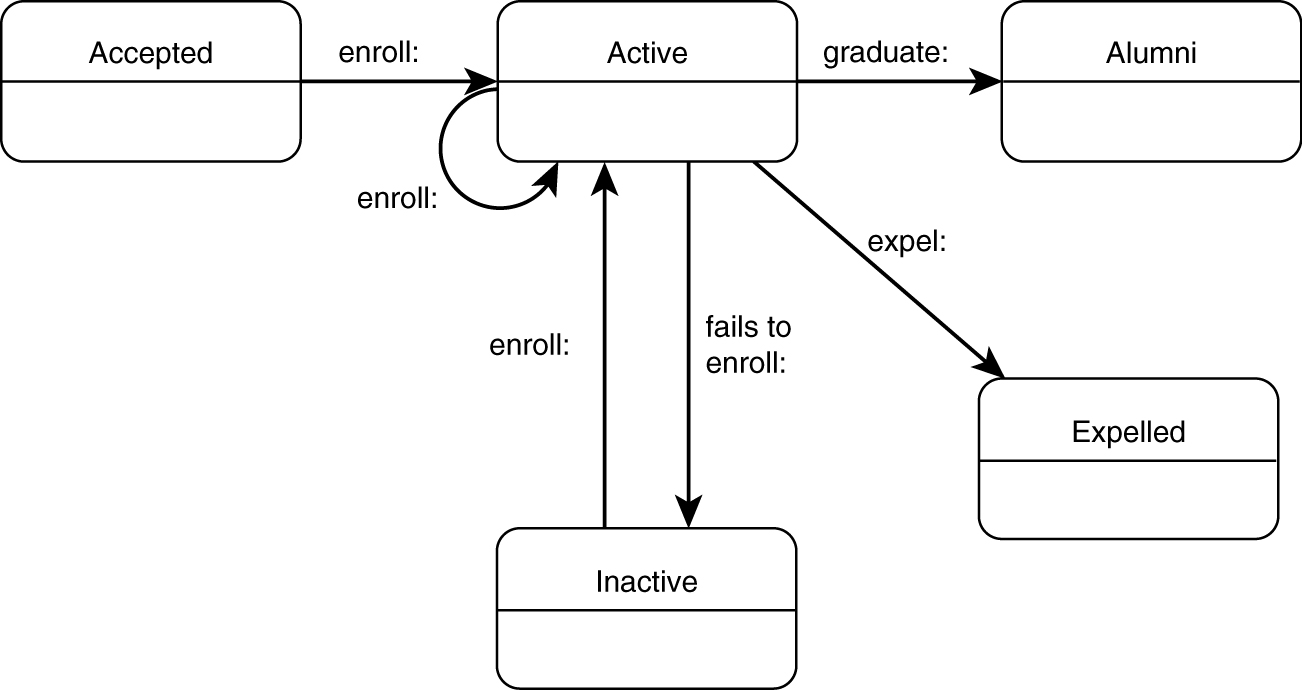 Accepted
enroll:
Active
graduate:
Alumni
enroll:
expel:
enroll:
fails to
enroll:
Expelled
Inactive